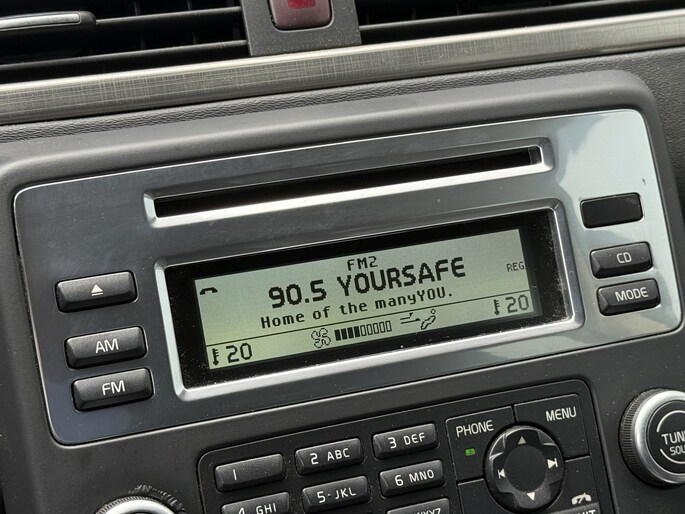 FM2
90.5 YOURSAFE
REG
Home of the manyYOU.
20
20
CD
MODE
AM
FM
PHONE
MENU
1
2 ABC
3 DEF
4 GHI
5 JKL
6 MNO
TUNE